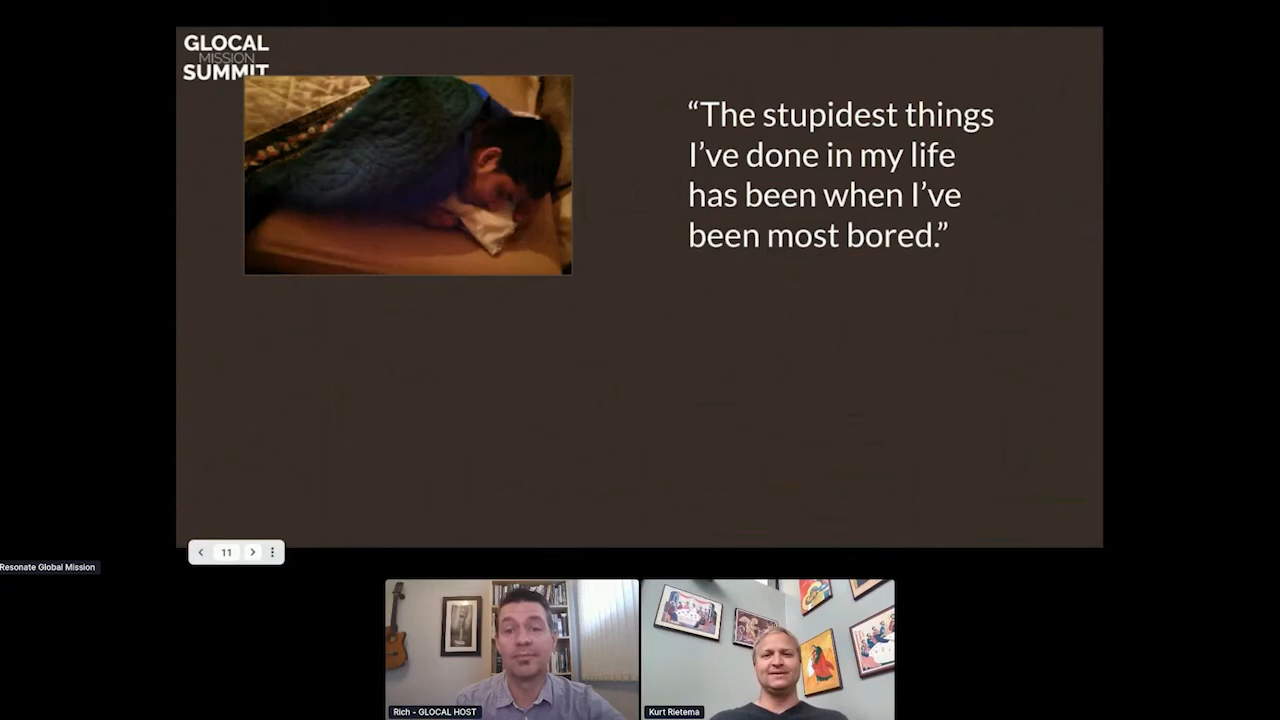 GLOCAL
MISSION
SUMMIT
“The stupidest things
I’ve done in my life
has been when I’ve
been most bored.”
11
Resonate Global Mission
Rich - GLOCAL HOST
Kurt Rietema